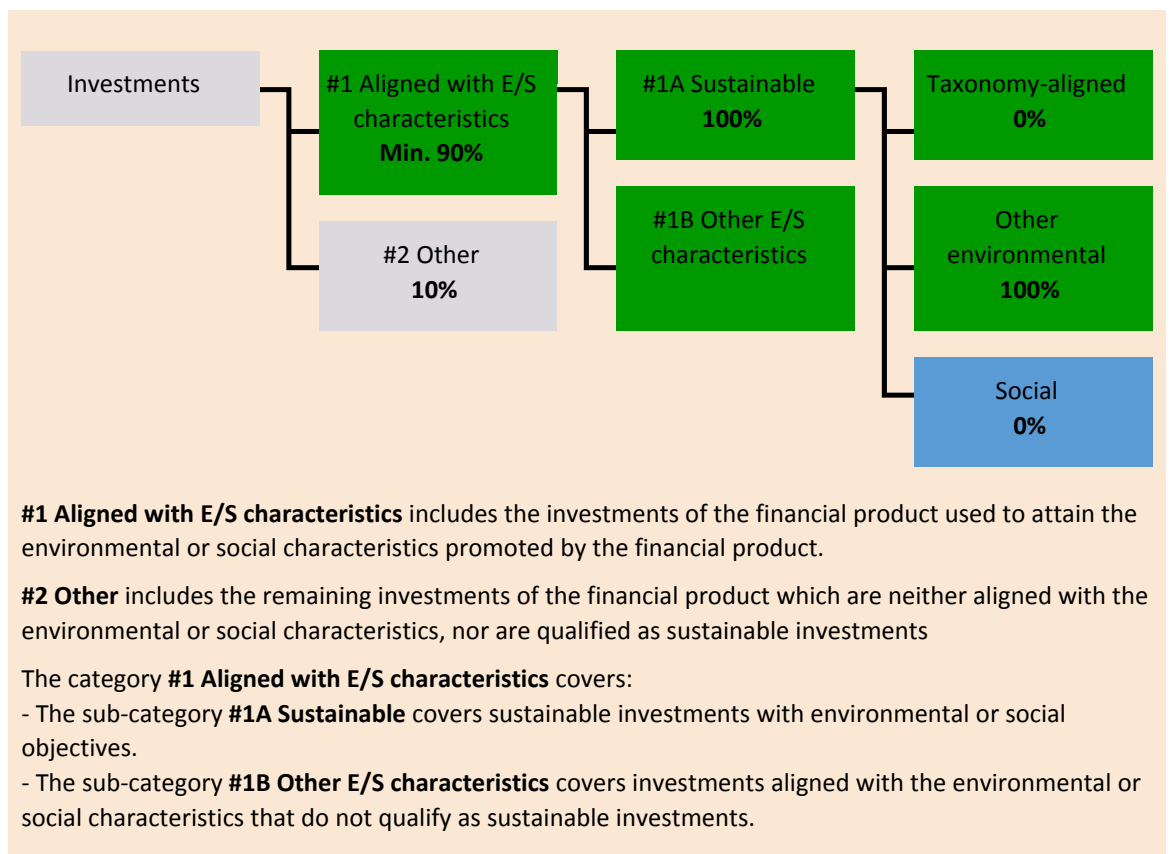 Investments
#1 Aligned with E/S
characteristics
Min. 90%
#2 Other
10%
#1A Sustainable
100%
#1B Other E/S
characteristics
Taxonomy-aligned
0%
Other
environmental
100%
Social
0%
#1 Aligned with E/S characteristics includes the investments of the financial product used to attain the
environmental or social characteristics promoted by the financial product.
#2 Other includes the remaining investments of the financial product which are neither aligned with the
environmental or social characteristics, nor are qualified as sustainable investments
The category #1 Aligned with E/S characteristics covers:
- The sub-category #1A Sustainable covers sustainable investments with environmental or social
objectives.
- The sub-category #1B Other E/S characteristics covers investments aligned with the environmental or
social characteristics that do not qualify as sustainable investments.